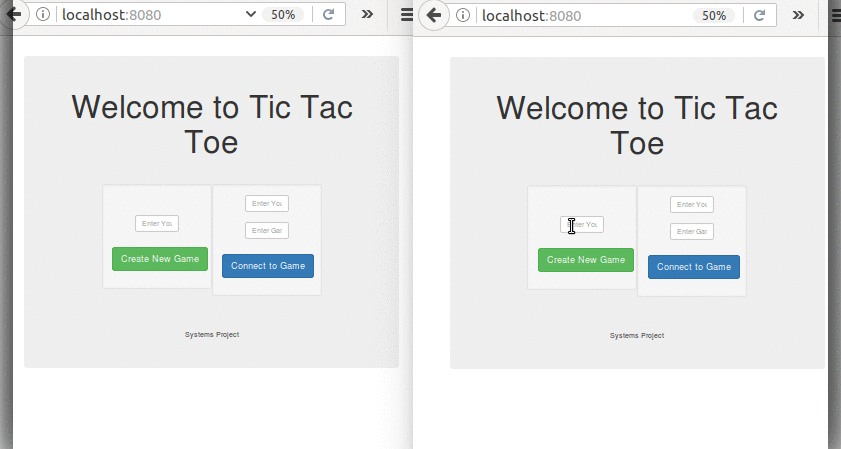 localhost:8080
50%
»
Welcome to Tic Tac
Toe
Enter You
Create New Game
Enter You
Enter Gar
Connect to Game
Systems Project
localhost:8080
50%
»
Welcome to Tic Tac
Toe
Enter You
Create New Game
Enter You
Enter Gar
Connect to Game
Systems Project